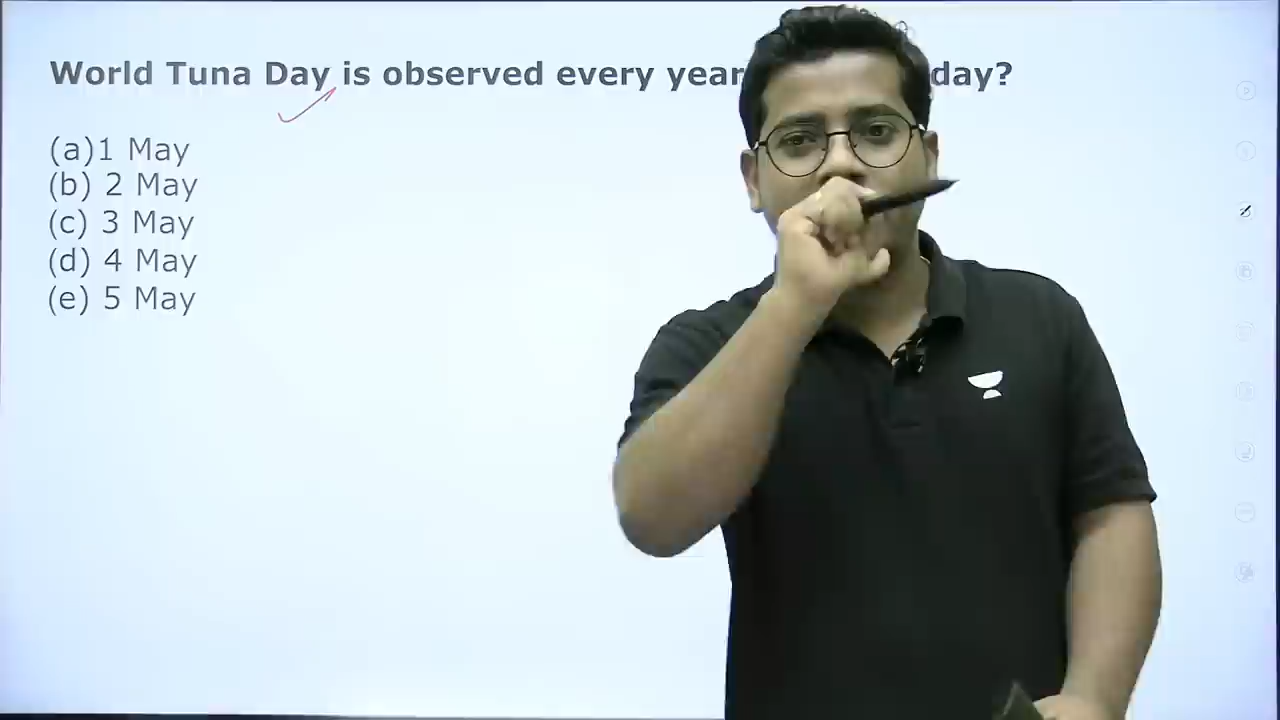 World Tuna Day is observed every year day?
(a)1 May
(b) 2 May
(c) 3 May
(d) 4 May
(e) 5 May